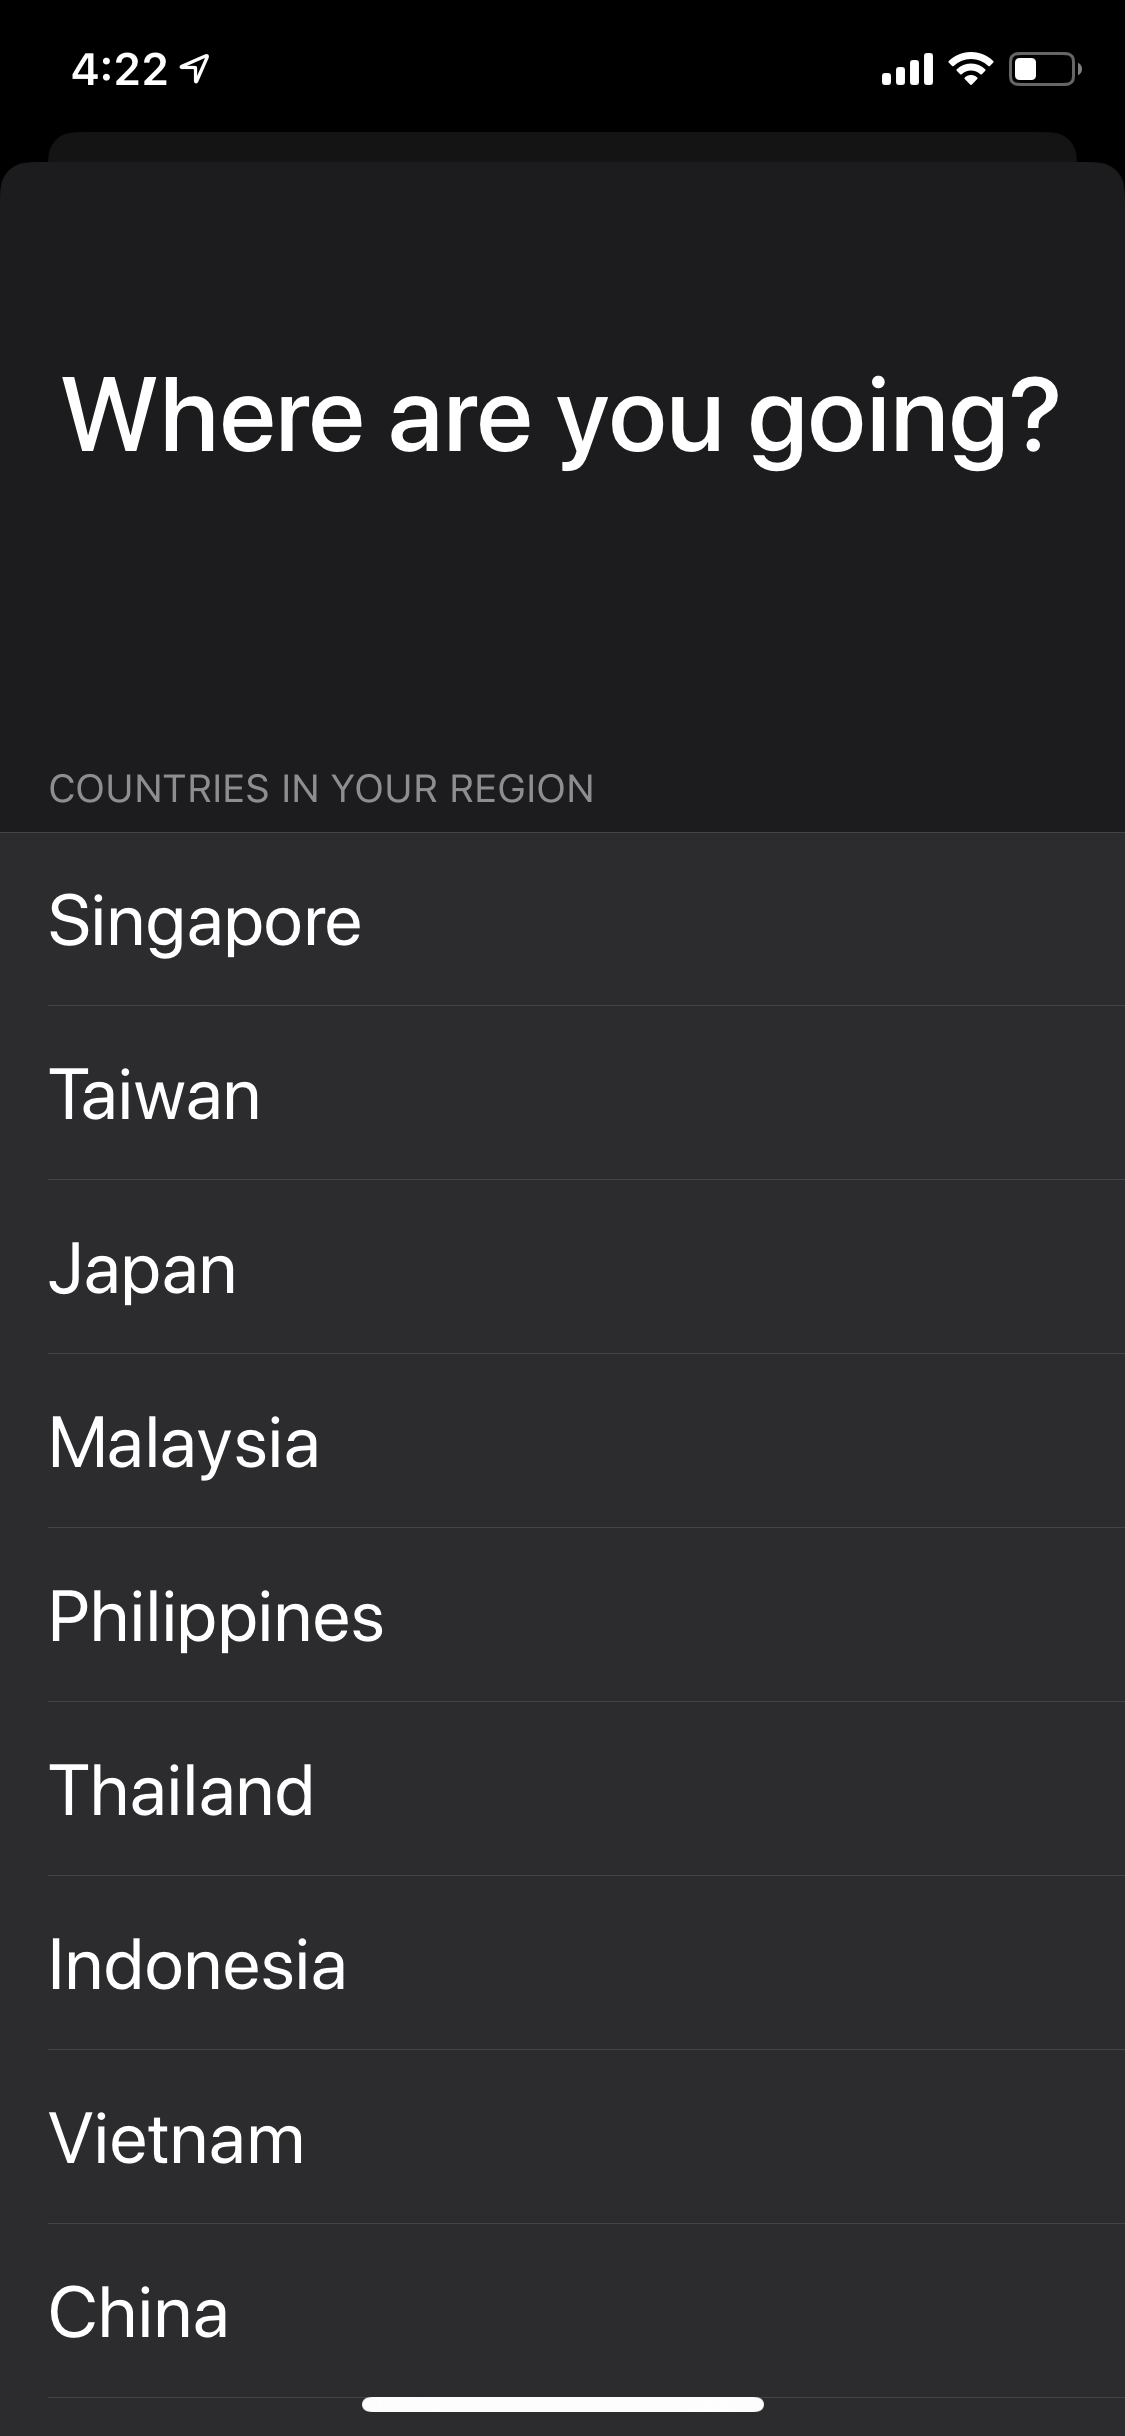 4:22
Where are you going?
COUNTRIES IN YOUR REGION
Singapore
Taiwan
Japan
Malaysia
Philippines
Thailand
Indonesia
Vietnam
China